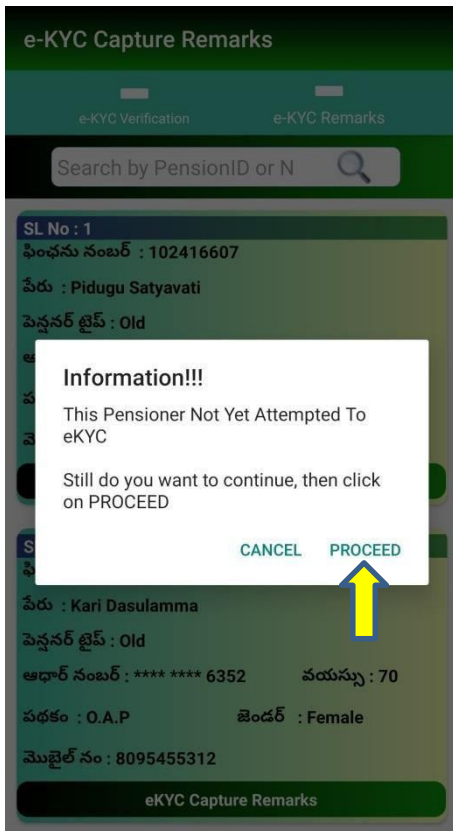 e-KYC Capture Remarks
e-KYC Verification e-KYC Remarks
Search by PensionID or N
SL No : 1
ఫించను నంబర్ : 102416607
పేరు : Pidugu Satyavati
పెన్షనర్ టైప్ : Old
Information!!!
This Pensioner Not Yet Attempted To
eKYC
Still do you want to continue, then click
on PROCEED
CANCEL PROCEED
పేరు : Kari Dasulamma
పెన్షనర్ టైప్ : Old
ఆధార్ నంబర్ : **** **** 6352 వయస్సు : 70
పథకం : O.A.P జెండర్ : Female
మొబైల్ నం : 8095455312
eKYC Capture Remarks